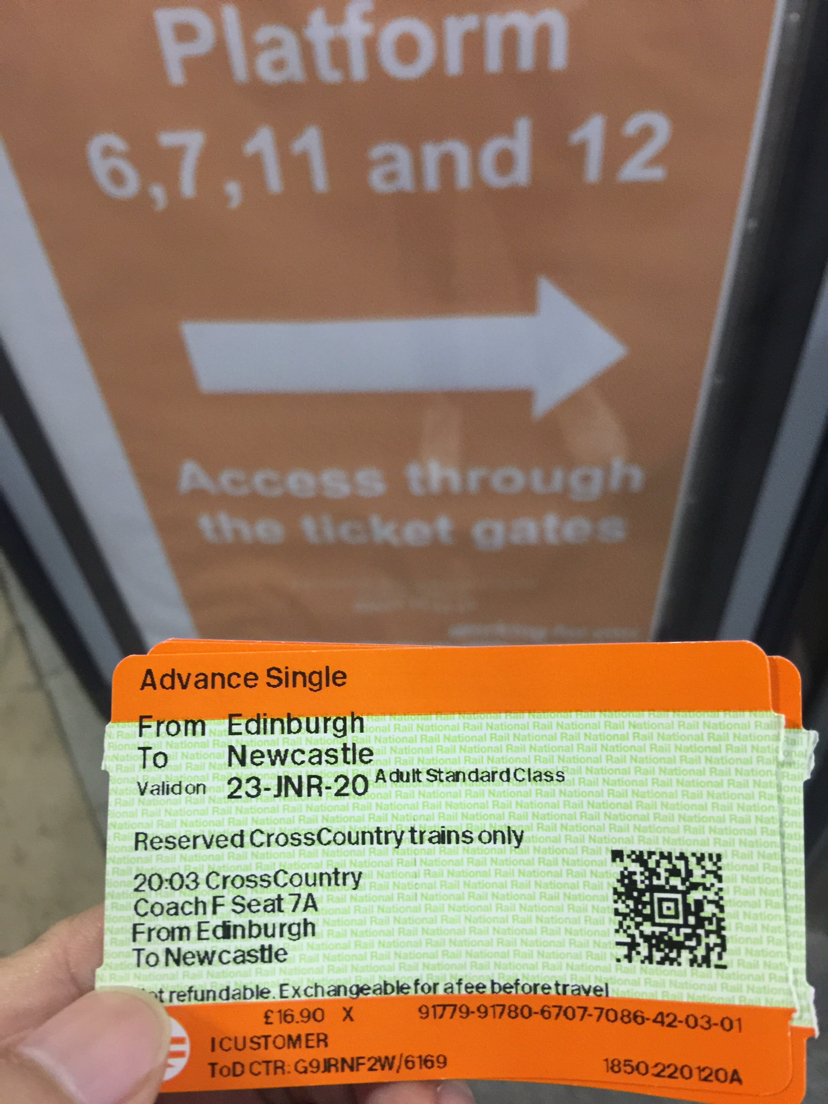 Platform
6,7,11 and 12
Access through
the ticket gates
Advance Single
From Edinburgh
To Newcastle
Valid on 23-JNR-20 Adult Standard Class
Reserved CrossCountry trains only
20:03 CrossCountry
Coach F Seat 7A
From Edinburgh
To Newcastle
refundable. Exchangeable for a fee before travel
£16.90 X 91779-91780-6707-7086-42-03-01
ICUSTOMER
ToD CTR: G9JRNF2W/6169 1850:220120A